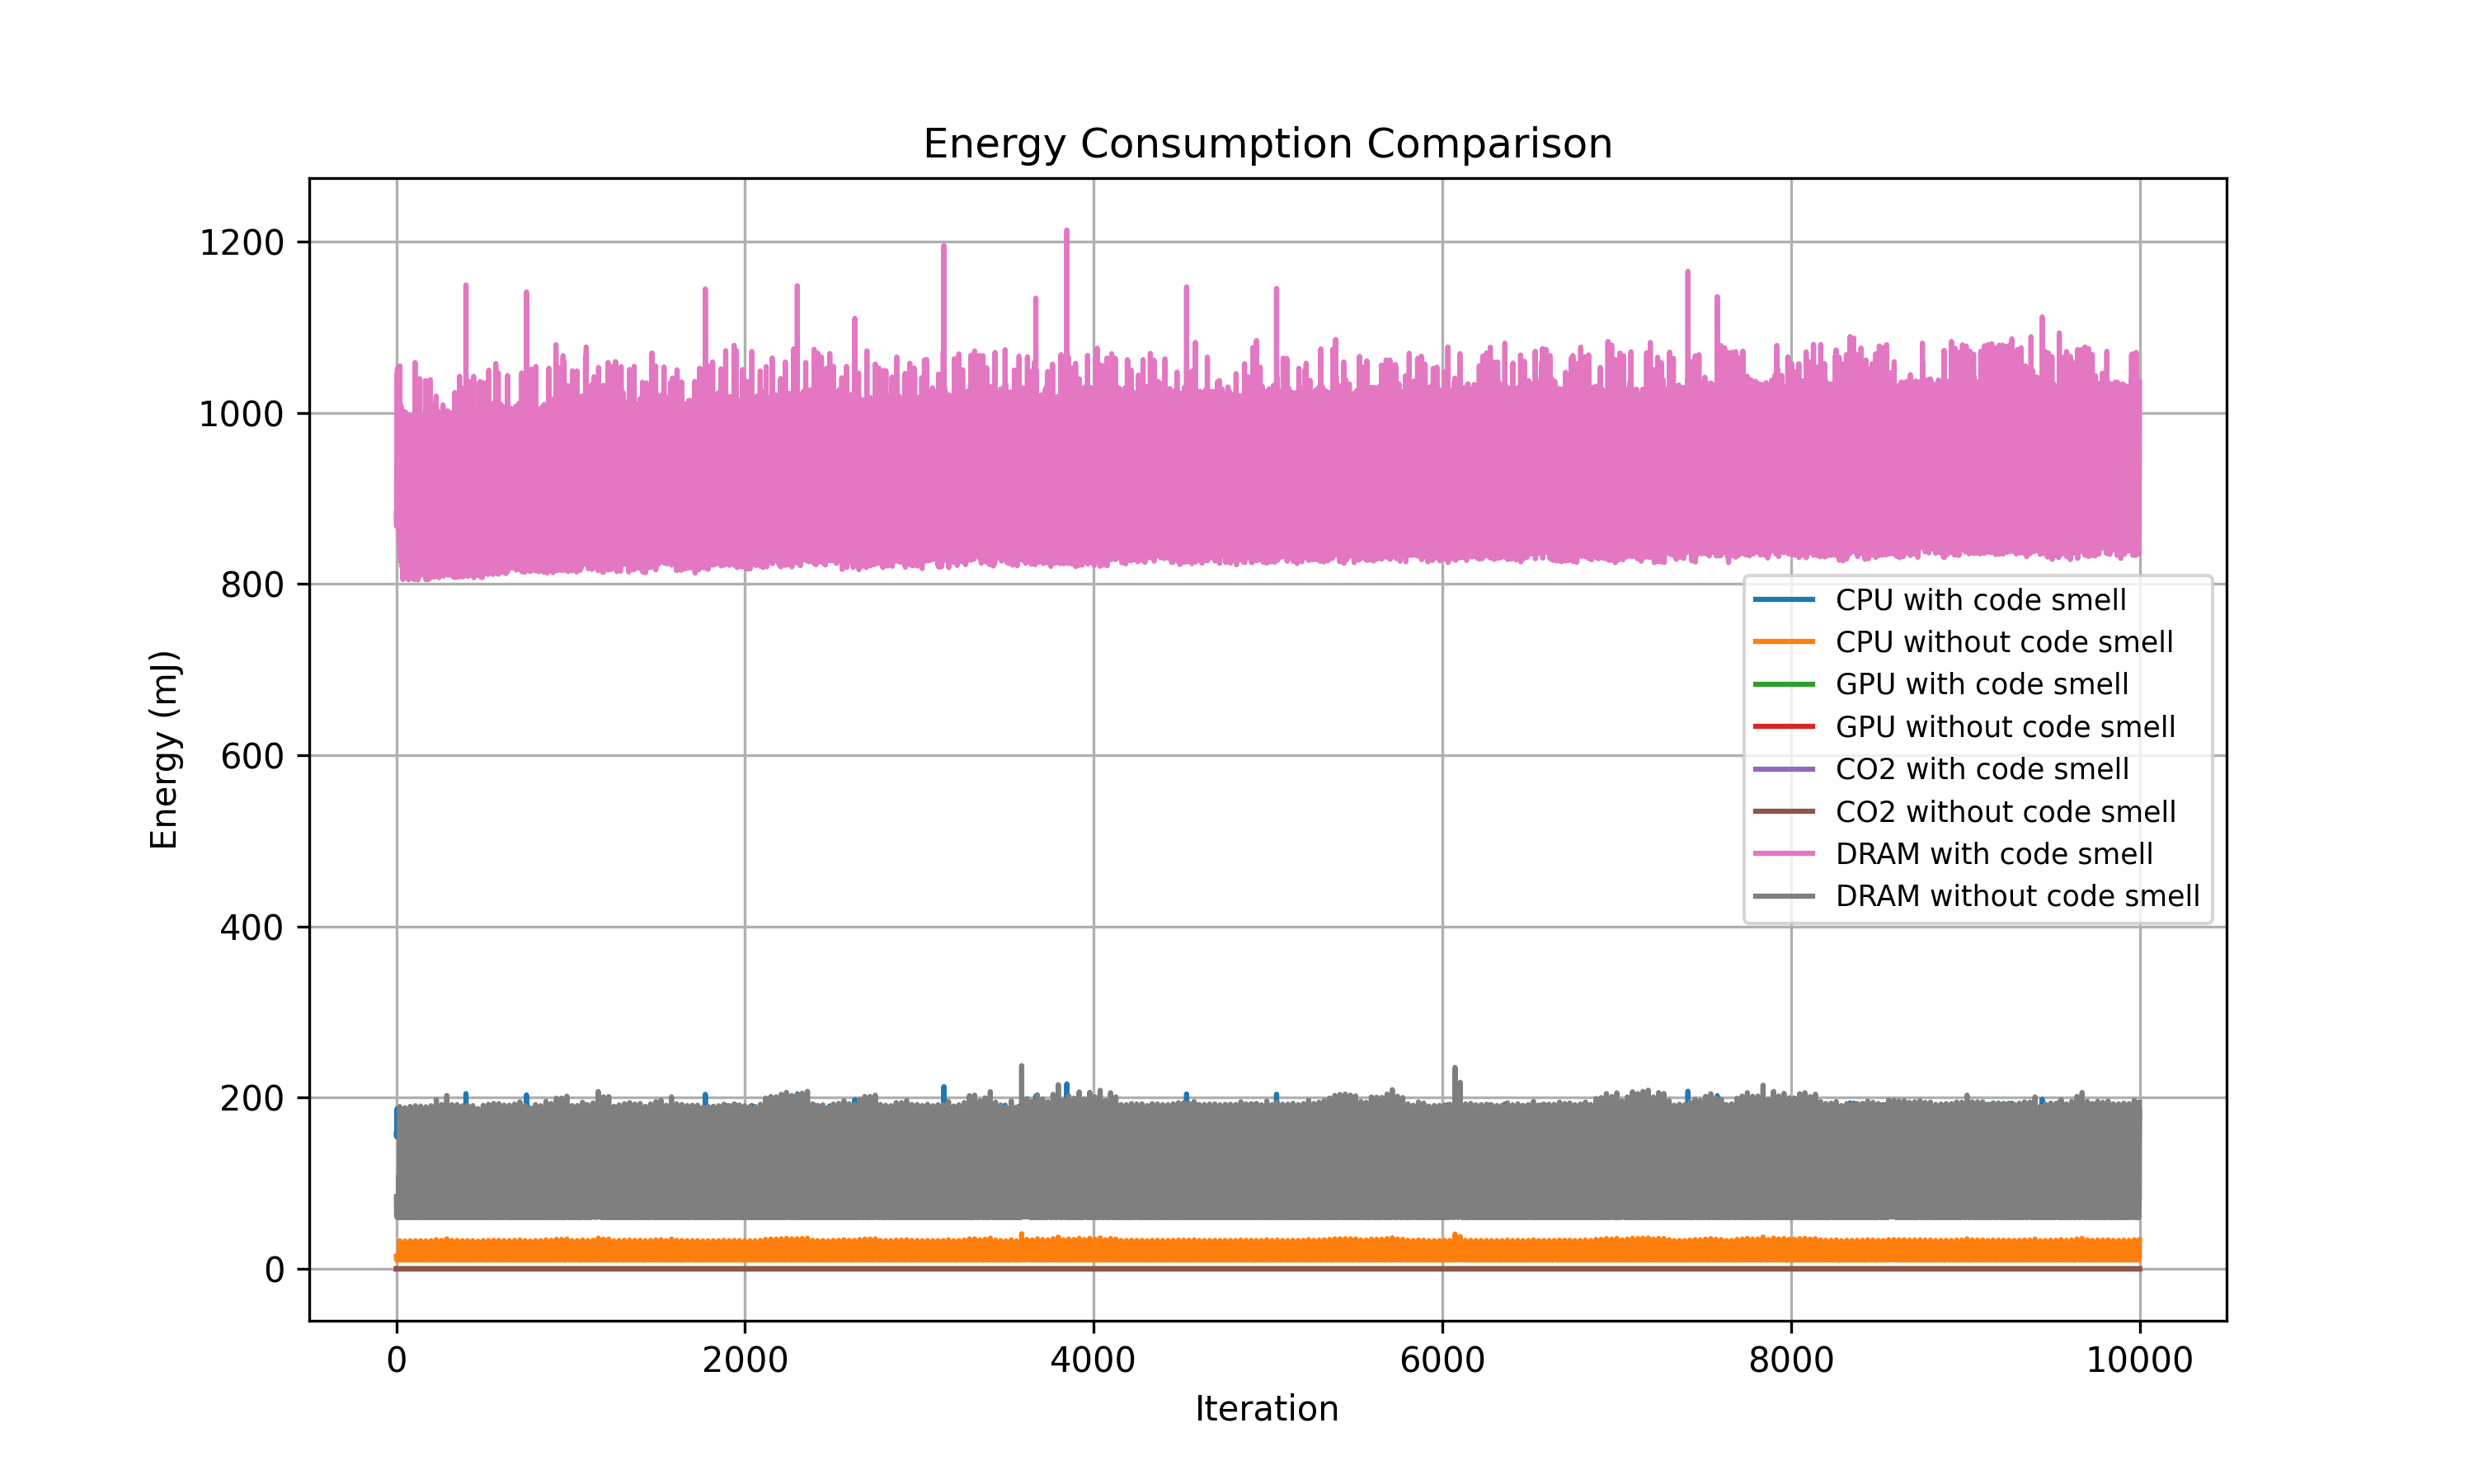 Energy Consumption Comparison
1200
1000
800
600
400
200
0
Energy (mJ)
CPU with code smell
CPU without code smell
GPU with code smell
GPU without code smell
CO2 with code smell
CO2 without code smell
DRAM with code smell
DRAM without code smell
0 2000 4000 6000 8000 10000
Iteration